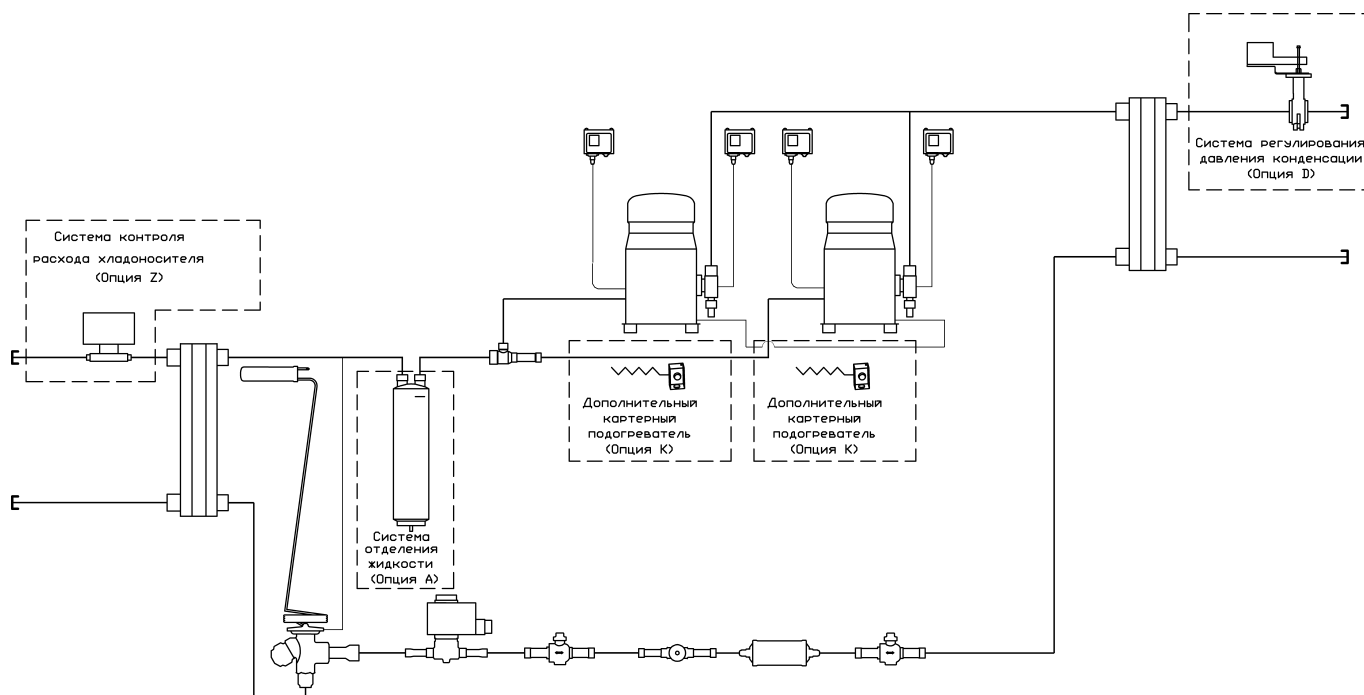 Система регулирования
давления конденсации
(Опция D)
Система контроля
расхода хладоносителя
(Опция Z)
Дополнительный
картерный
подогреватель
(Опция K)
Дополнительный
картерный
подогреватель
(Опция K)
Система
отделения
жидкости
(Опция A)